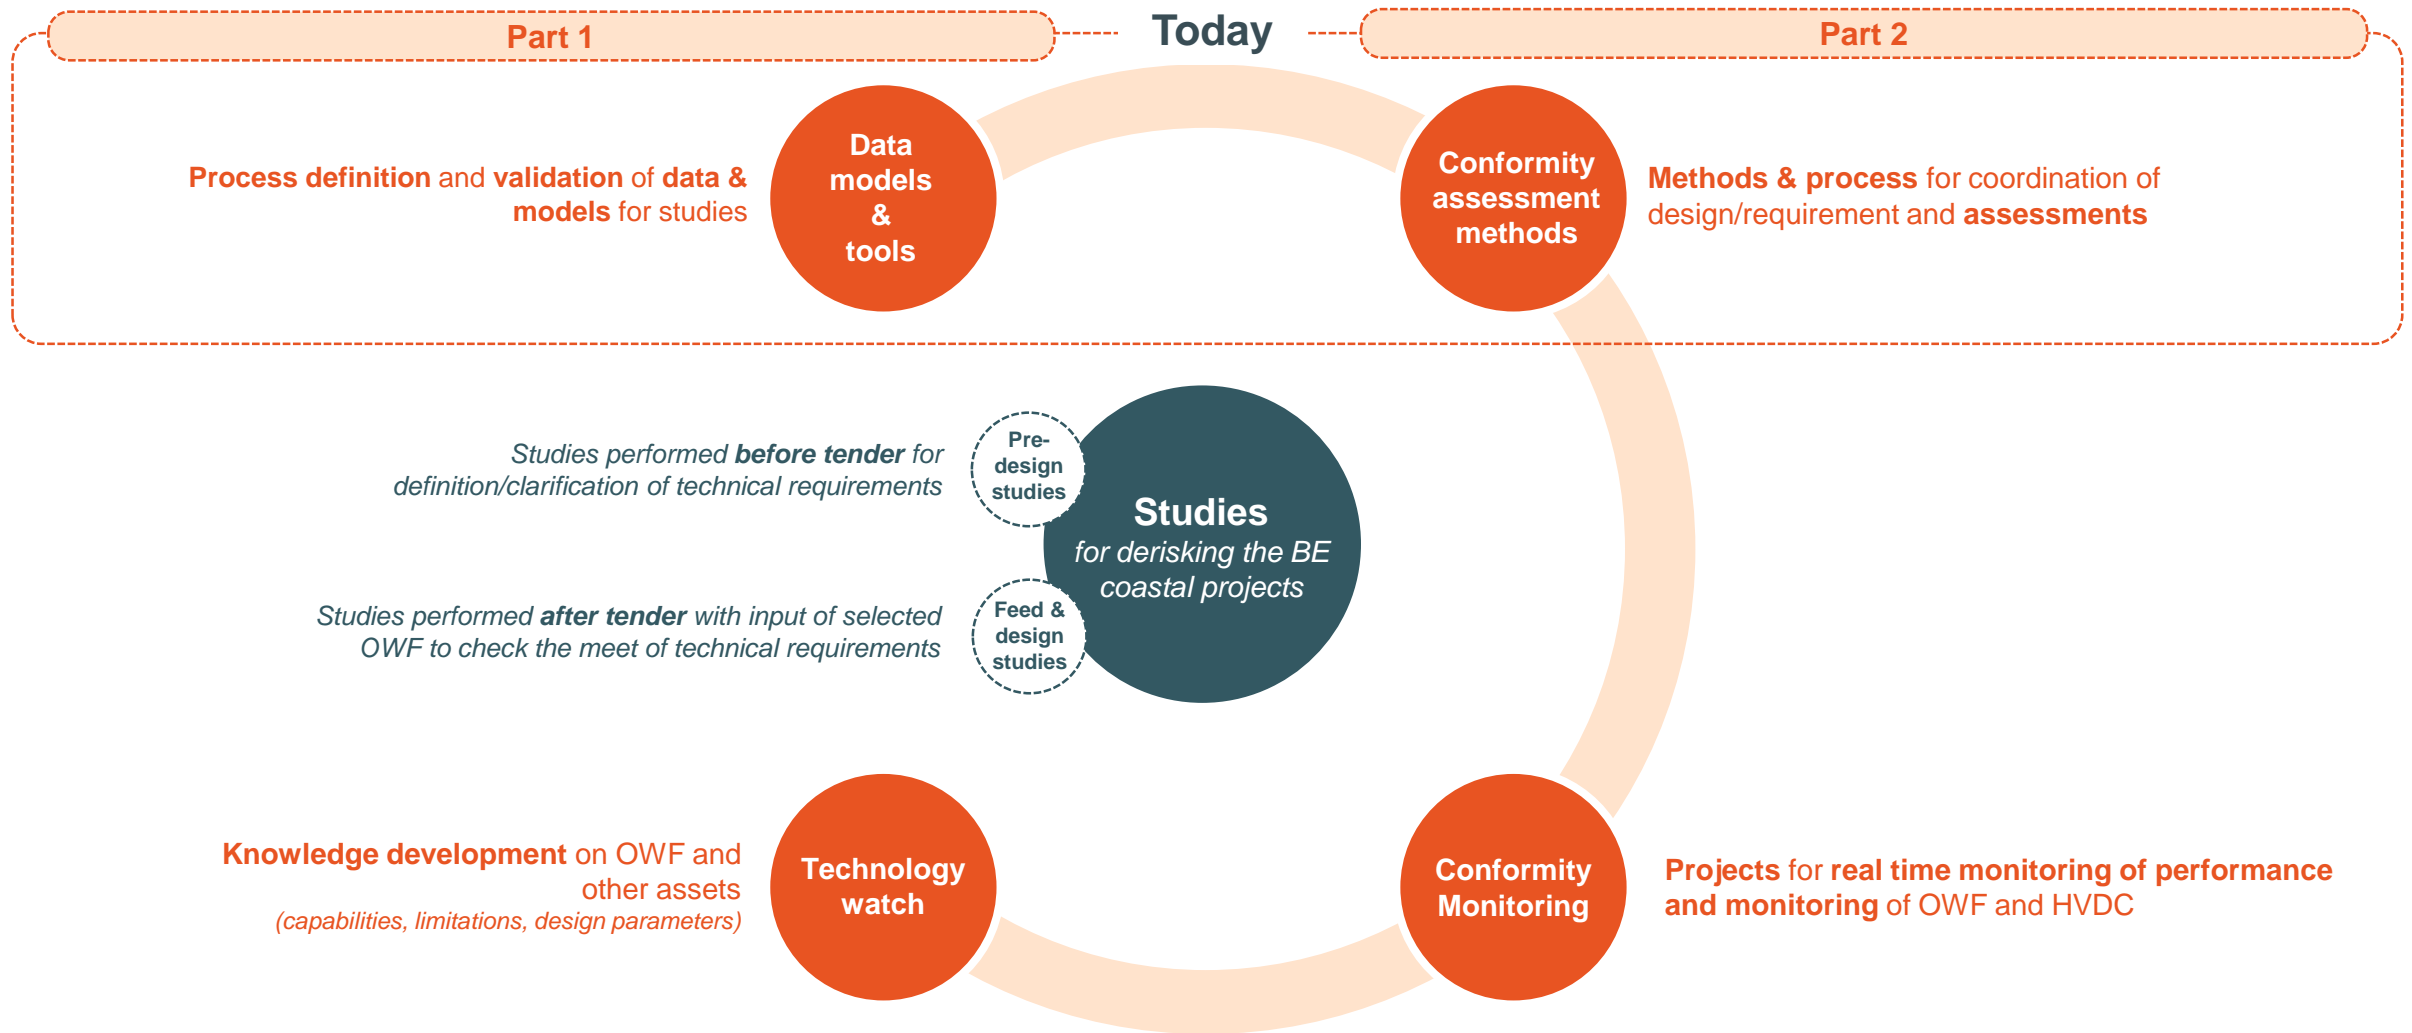 Part 1
Today
Part 2
Data
models
&
tools
Process definition and validation of data &
models for studies
Conformity
assessment
methods
Methods & process for coordination of
design/requirement and assessments
Pre-
design
studies
Studies performed before tender for
definition/clarification of technical requirements
Studies
for derisking the BE
coastal projects
Feed &
design
studies
Studies performed after tender with input of selected
OWF to check the meet of technical requirements
Technology
watch
Knowledge development on OWF and
other assets
(capabilities, limitations, design parameters)
Conformity
Monitoring
Projects for real time monitoring of performance
and monitoring of OWF and HVDC